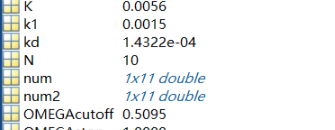 K 0.0056
k1 0.0015
kd 1.4322e-04
N 10
num 1x11 double
num2 1x11 double
OMEGAcutoff 0.5095